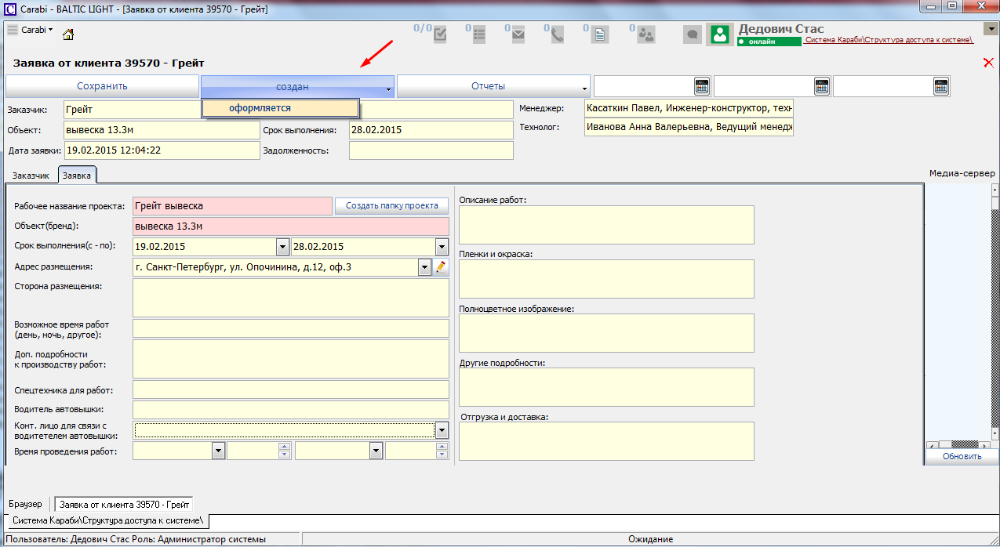 Carabi - BALTIC LIGHT - [Заявка от клиента 39570 - Грейт]
Carabi
0/0 0 0 0 0 0
Дедович Стас
онлайн
Система Караби\Структура доступа к системе\
Заявка от клиента 39570 - Грейт
Сохранить создан Отчеты
оформляется
Заказчик: Грейт Менеджер: Касаткин Павел, Инженер-конструктор, техн
Объект: вывеска 13.3м Срок выполнения: 28.02.2015 Технолог: Иванова Анна Валерьевна, Ведущий менедж
Дата заявки: 19.02.2015 12:04:22 Задолженность:
Заказчик Заявка Медиа-сервер
Рабочее название проекта: Грейт вывеска Создать папку проекта
Объект(бренд): вывеска 13.3м
Срок выполнения(с - по): 19.02.2015 28.02.2015
Адрес размещения: г. Санкт-Петербург, ул. Опочинина, д.12, оф.3
Сторона размещения:
Возможное время работ
(день, ночь, другое):
Доп. подробности
к производству работ:
Спецтехника для работ:
Водитель автовышки:
Конт. лицо для связи с
водитетелем автовышки:
Время проведения работ:
Описание работ:
Пленки и окраска:
Полноцветное изображение:
Другие подробности:
Отгрузка и доставка:
Обновить
Браузер Заявка от клиента 39570 - Грейт
Система Караби\Структура доступа к системе\
Пользователь: Дедович Стас Роль: Администратор системы Ожидание